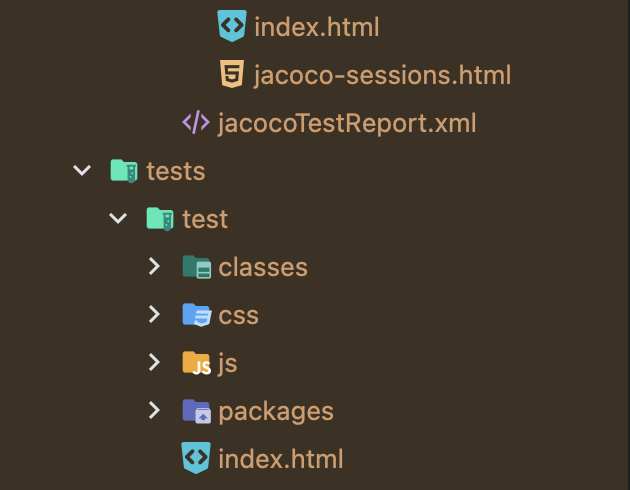 index.html
jacoco-sessions.html
jacocoTestReport.xml
tests
test
classes
css
js
packages
index.html